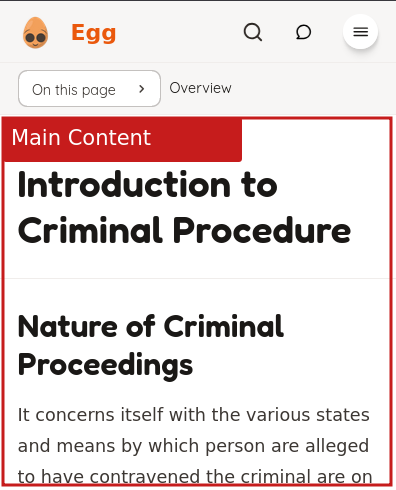 Egg
On this page
Overview
Main Content
Introduction to
Criminal Procedure
Nature of Criminal
Proceedings
It concerns itself with the various states
and means by which person are alleged
to have contravened the criminal are on